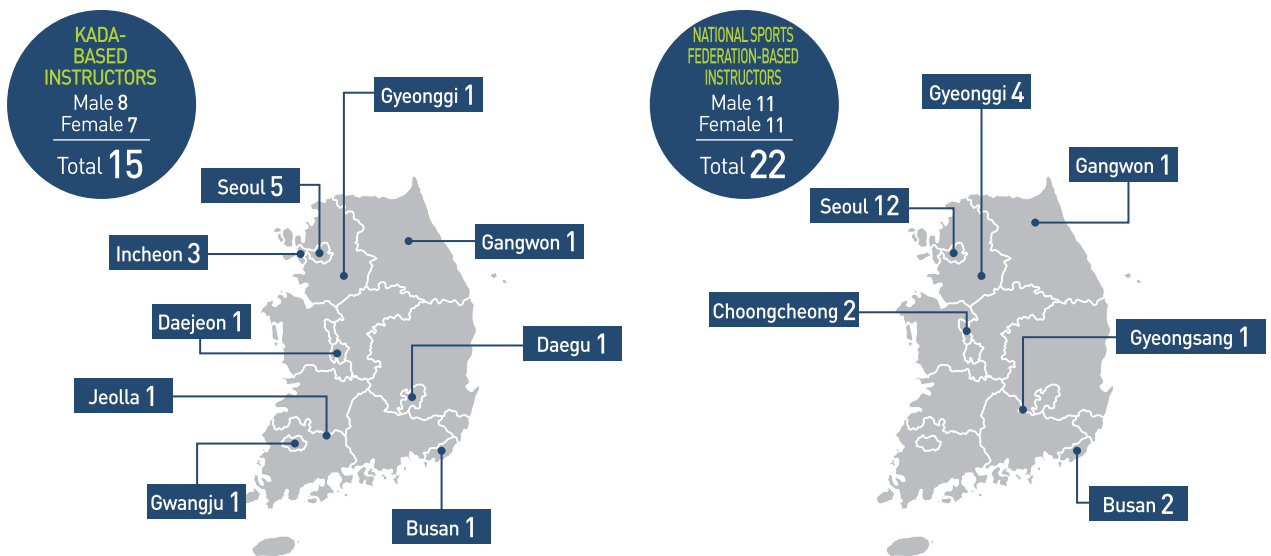 KADA-
BASED
INSTRUCTORS
Male 8
Female 7
Total 15
Gyeonggi 1
Seoul 5
Incheon 3
Gangwon 1
Daejeon 1
Daegu 1
Jeolla 1
Gwangju 1
Busan 1
NATIONAL SPORTS
FEDERATION-BASED
INSTRUCTORS
Male 11
Female 11
Total 22
Gyeonggi 4
Gangwon 1
Seoul 12
Choongcheong 2
Gyeongsang 1
Busan 2